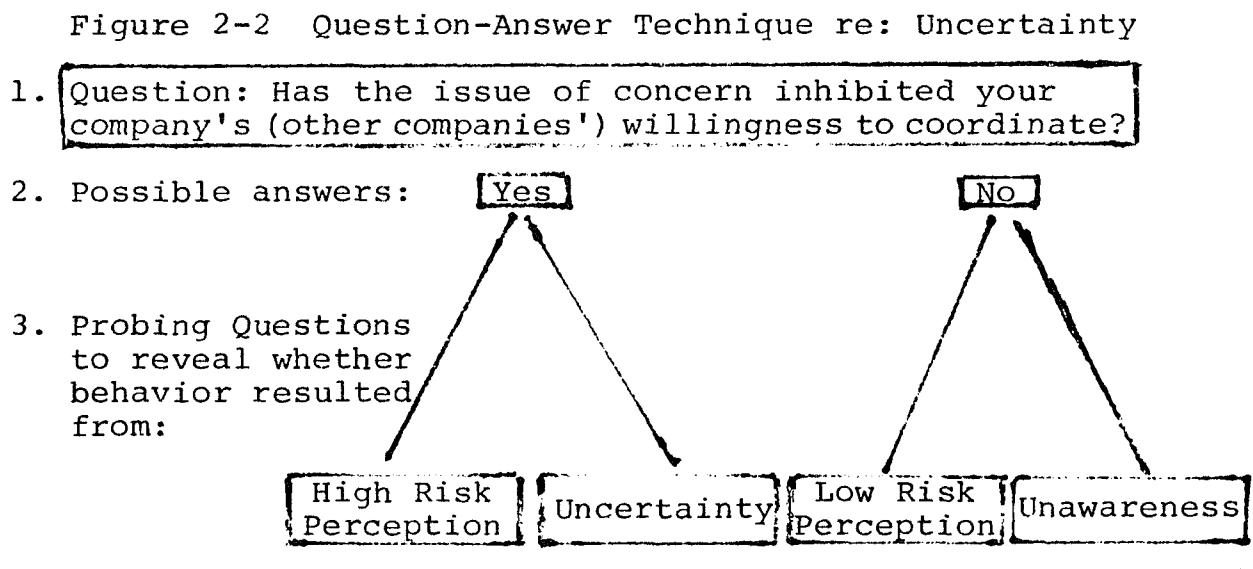 Figure 2-2 Question-Answer Technique re: Uncertainty
1. Question: Has the issue of concern inhibited your
company's (other companies') willingness to coordinate?
2. Possible answers: Yes No
3. Probing Questions
to reveal whether
behavior resulted
from:
High Risk
Perception
Uncertainty
Low Risk
Perception
Unawareness